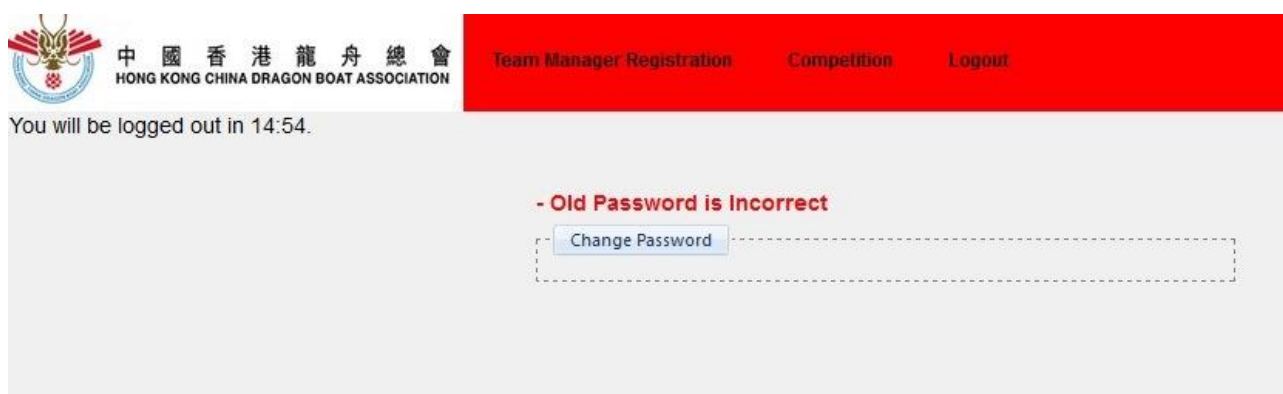 中國香港龍舟總會
HONG KONG CHINA DRAGON BOAT ASSOCIATION
Team Manager Registration Competition Logout
You will be logged out in 14:54.
- Old Password is Incorrect
Change Password